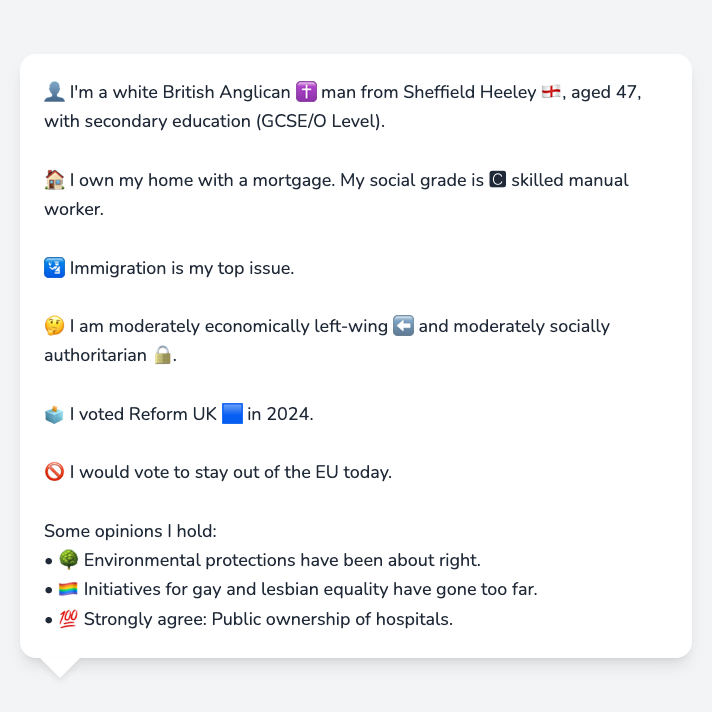 👤 I'm a white British Anglican ✝️ man from Sheffield Heeley 🏴󠁧󠁢󠁥󠁮󠁧󠁿, aged 47,
with secondary education (GCSE/O Level).
🏠 I own my home with a mortgage. My social grade is 🅲 skilled manual
worker.
🛂 Immigration is my top issue.
🤔 I am moderately economically left-wing ⬅️ and moderately socially
authoritarian 🔒.
🗳️ I voted Reform UK 🟦 in 2024.
🚫 I would vote to stay out of the EU today.
Some opinions I hold:
• 🌳 Environmental protections have been about right.
• 🏳️‍🌈 Initiatives for gay and lesbian equality have gone too far.
• 💯 Strongly agree: Public ownership of hospitals.